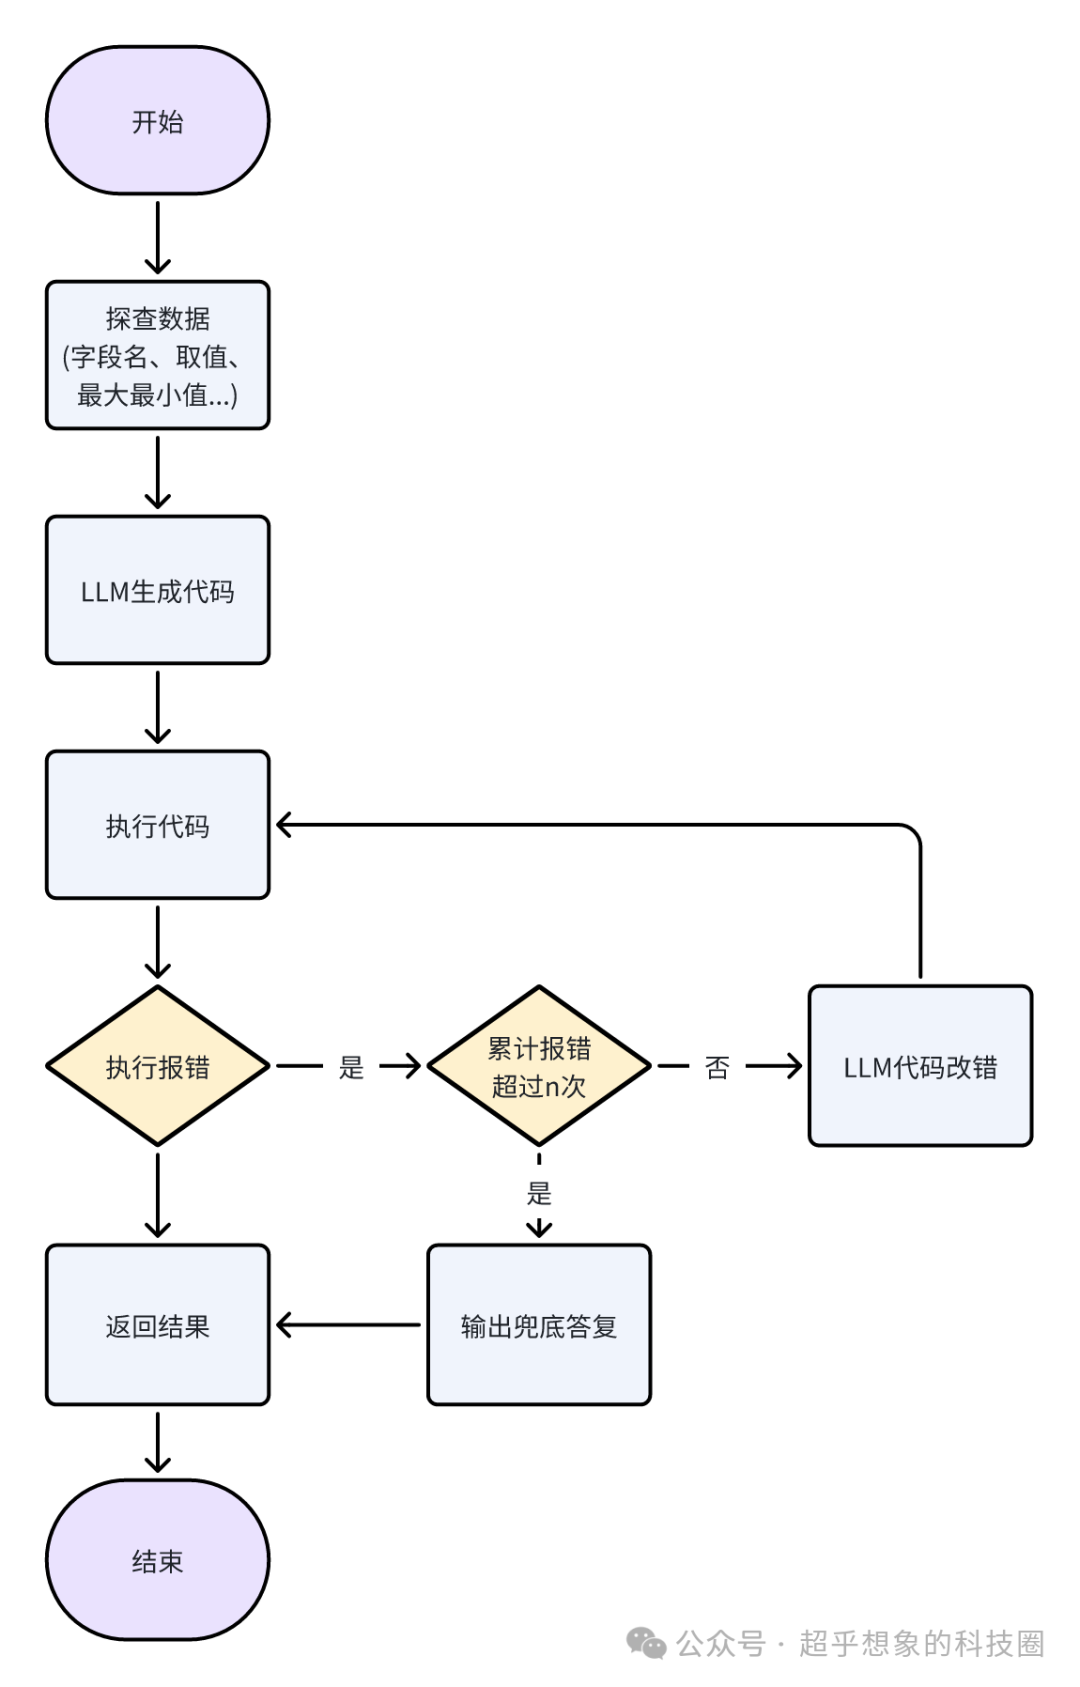 开始
探查数据
(字段名、取值、
最大最小值...)
LLM生成代码
执行代码
执行报错
是
累计报错
超过n次
否
LLM代码改错
是
返回结果
输出兜底答复
结束
公众号 · 超乎想象的科技圈